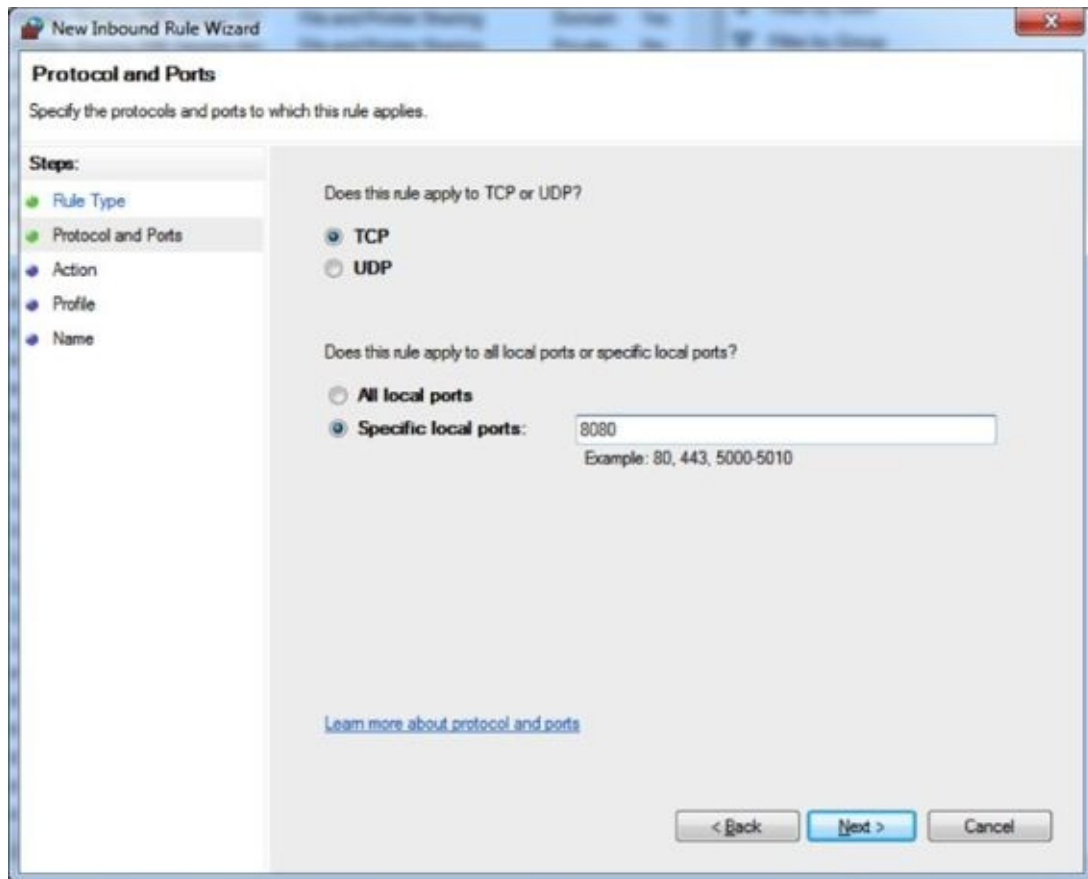 New Inbound Rule Wizard
Protocol and Ports
Specify the protocols and ports to which this rule applies.
Steps:
Rule Type
Protocol and Ports
Action
Profile
Name
Does this rule apply to TCP or UDP?
TCP
UDP
Does this rule apply to all local ports or specific local ports?
All local ports
Specific local ports: 8080
Example: 80, 443, 5000-5010
Learn more about protocol and ports
< Back Next > Cancel